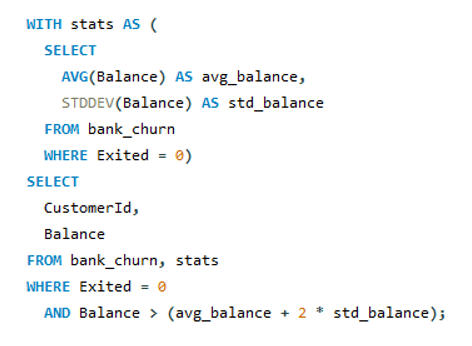 WITH stats AS (
SELECT
AVG(Balance) AS avg_balance,
STDDEV(Balance) AS std_balance
FROM bank_churn
WHERE Exited = 0)
SELECT
CustomerId,
Balance
FROM bank_churn, stats
WHERE Exited = 0
AND Balance > (avg_balance + 2 * std_balance);